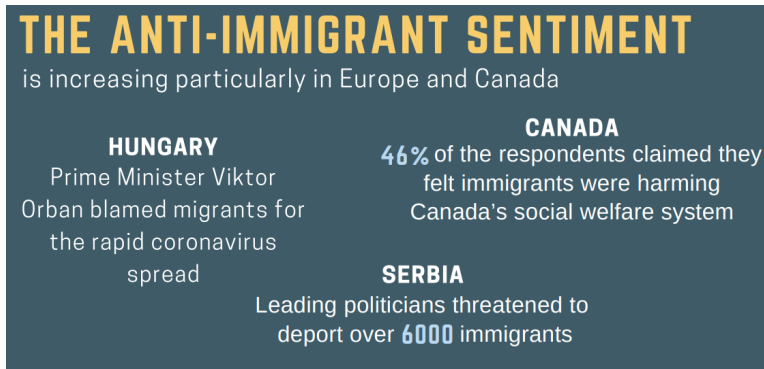 THE ANTI-IMMIGRANT SENTIMENT
is increasing particularly in Europe and Canada
HUNGARY
Prime Minister Viktor
Orban blamed migrants for
the rapid coronavirus
spread
CANADA
46% of the respondents claimed they
felt immigrants were harming
Canada's social welfare system
SERBIA
Leading politicians threatened to
deport over 6000 immigrants